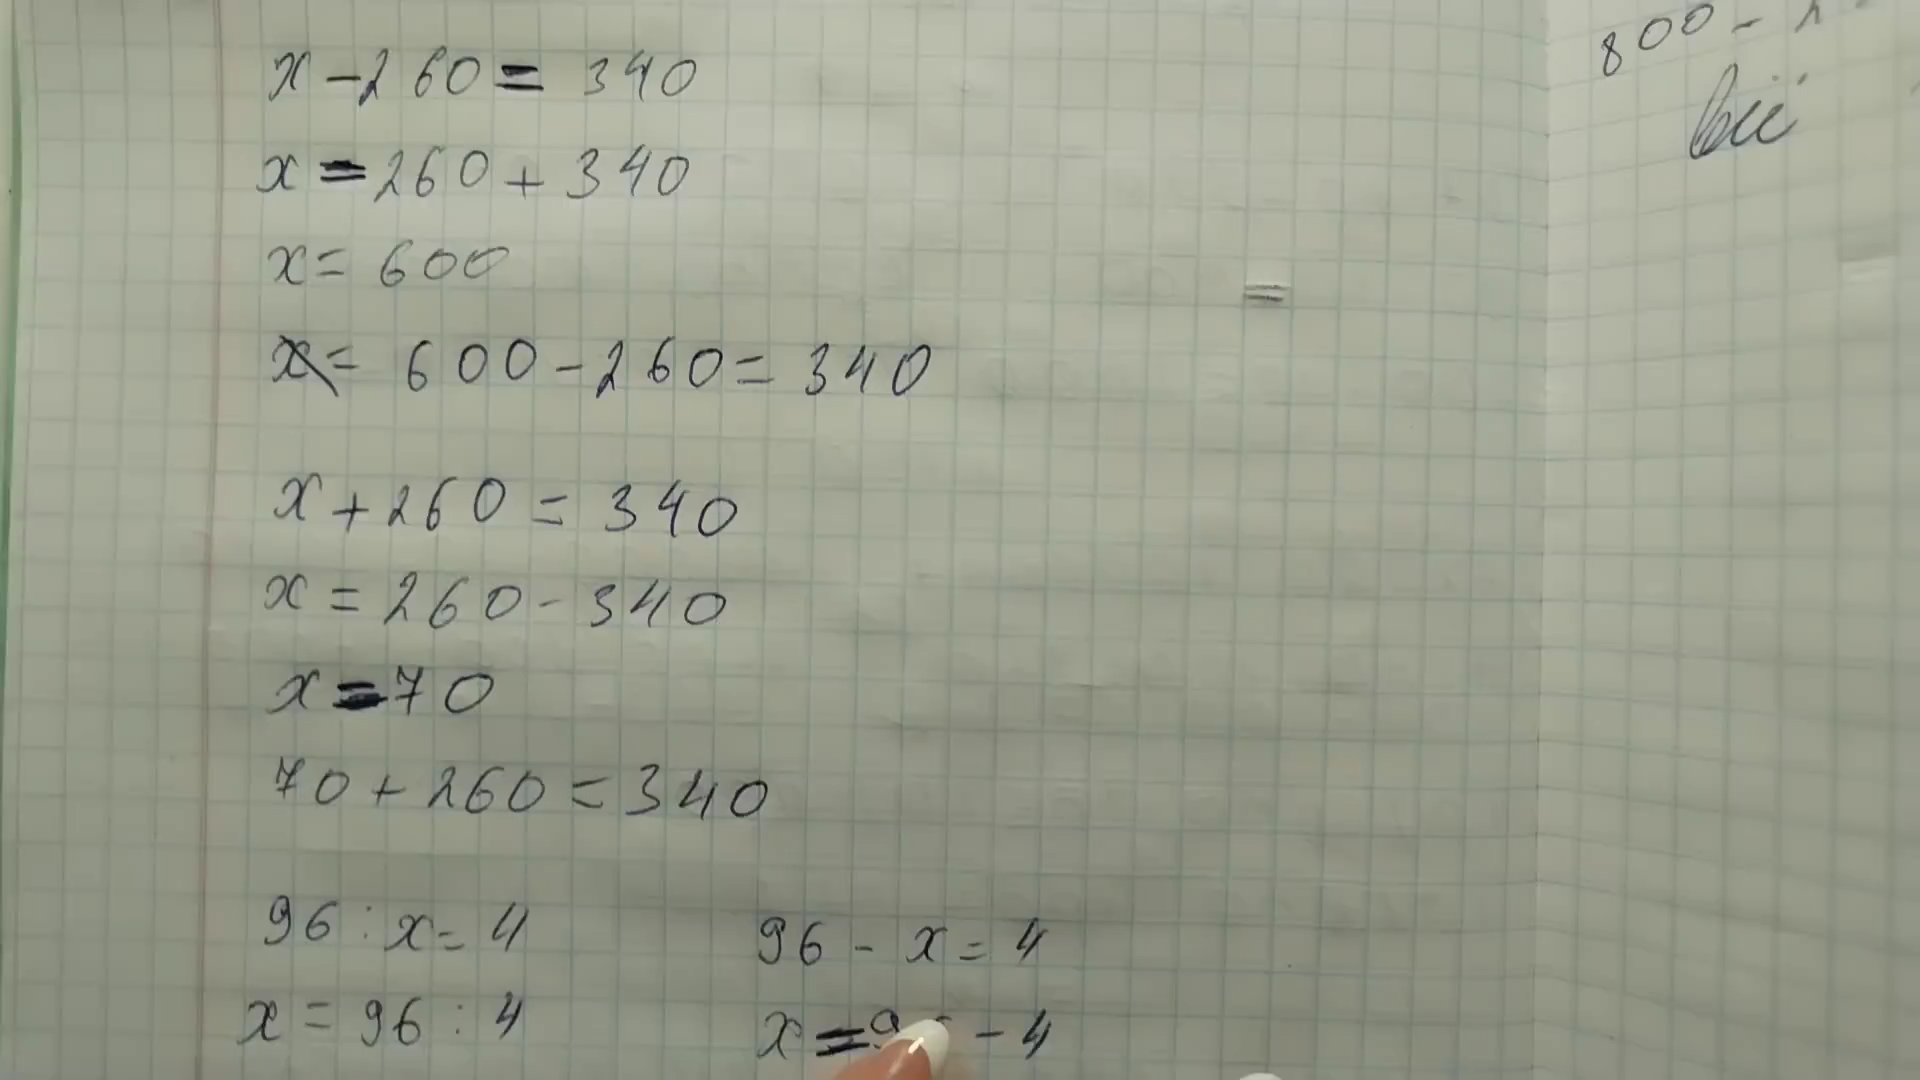 x - 260 = 340
x = 260 + 340
x = 600
x = 600 - 260 = 340
x + 260 = 340
x = 260 - 340
x = 70
70 + 260 = 340
96 : x = 4
x = 96 : 4
96 - x = 4
x = 9 - 4
800 -
=